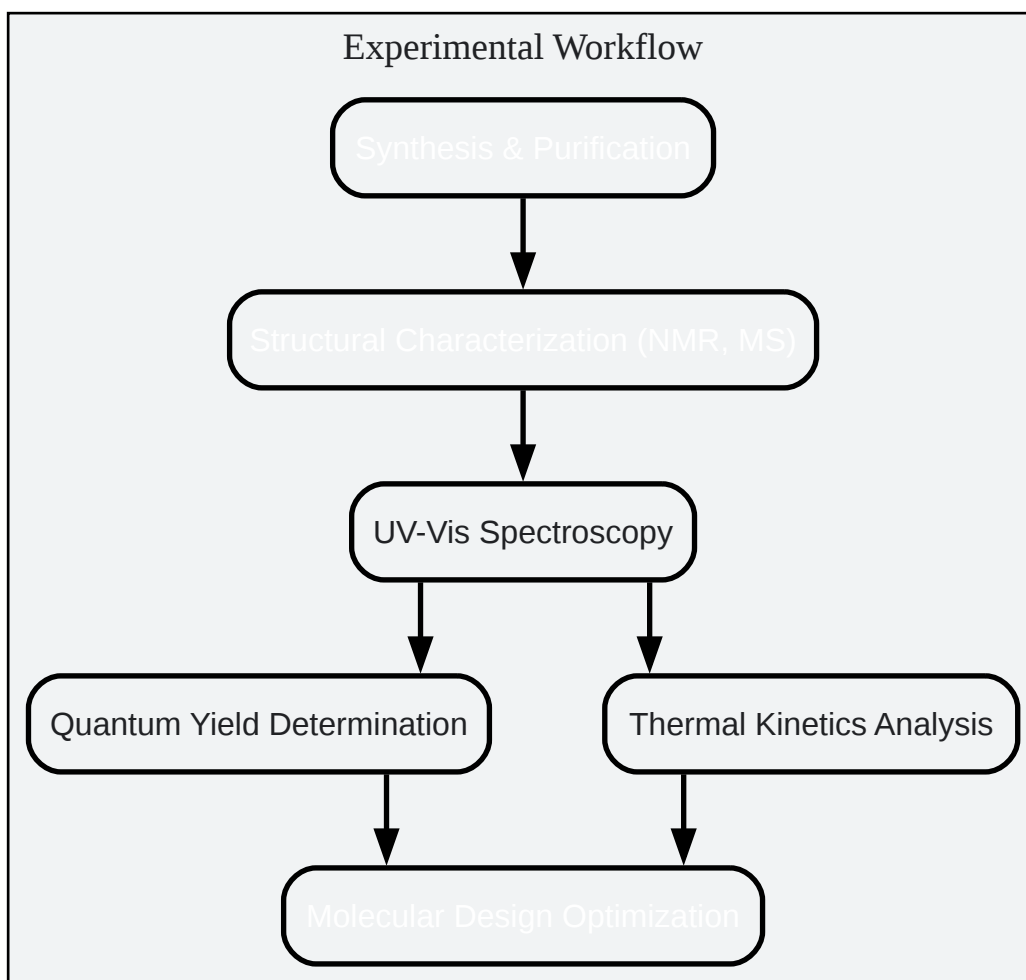 Experimental Workflow
Synthesis & Purification
Structural Characterization (NMR, MS)
UV-Vis Spectroscopy
Quantum Yield Determination
Thermal Kinetics Analysis
Molecular Design Optimization